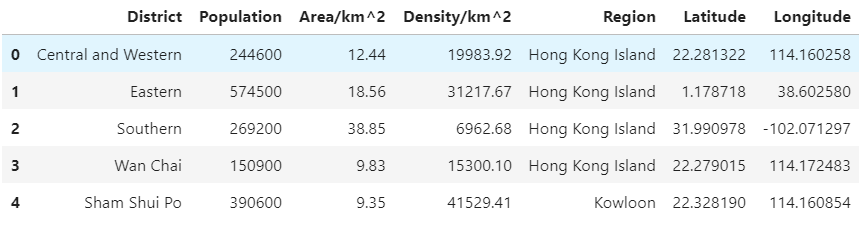 District Population Area/km^2 Density/km^2 Region Latitude Longitude
0 Central and Western 244600 12.44 19983.92 Hong Kong Island 22.281322 114.160258
1 Eastern 574500 18.56 31217.67 Hong Kong Island 1.178718 38.602580
2 Southern 269200 38.85 6962.68 Hong Kong Island 31.990978 -102.071297
3 Wan Chai 150900 9.83 15300.10 Hong Kong Island 22.279015 114.172483
4 Sham Shui Po 390600 9.35 41529.41 Kowloon 22.328190 114.160854